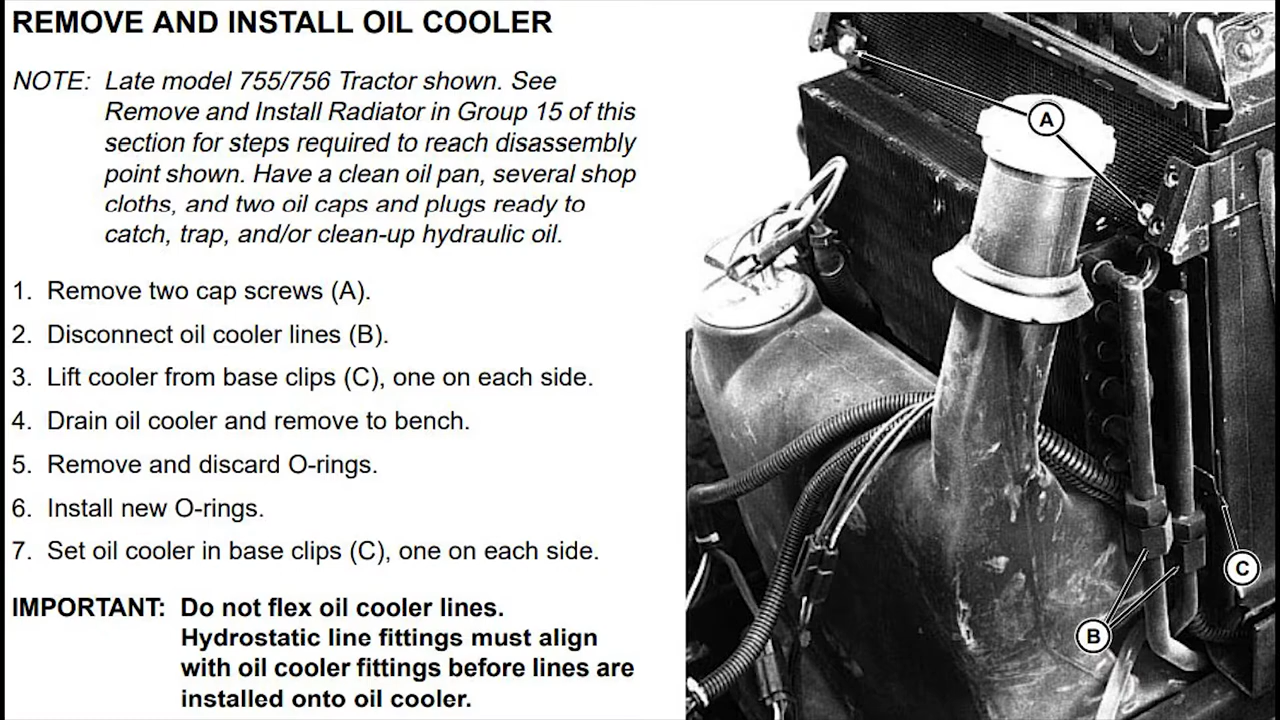 REMOVE AND INSTALL OIL COOLER
NOTE: Late model 755/756 Tractor shown. See
Remove and Install Radiator in Group 15 of this
section for steps required to reach disassembly
point shown. Have a clean oil pan, several shop
cloths, and two oil caps and plugs ready to
catch, trap, and/or clean-up hydraulic oil.
1. Remove two cap screws (A).
2. Disconnect oil cooler lines (B).
3. Lift cooler from base clips (C), one on each side.
4. Drain oil cooler and remove to bench.
5. Remove and discard O-rings.
6. Install new O-rings.
7. Set oil cooler in base clips (C), one on each side.
IMPORTANT: Do not flex oil cooler lines.
Hydrostatic line fittings must align
with oil cooler fittings before lines are
installed onto oil cooler.
A
C
B